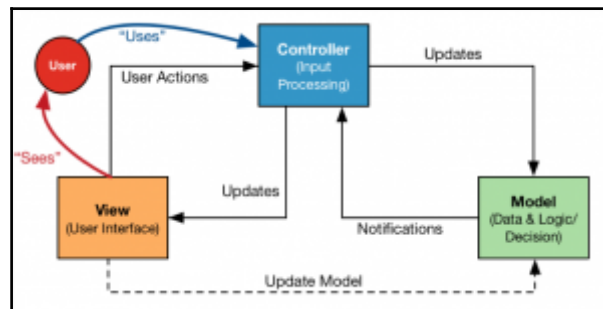 "Uses"
User
Controller
(Input
Processing)
Updates
User Actions
"Sees"
Updates
View
(User Interface)
Notifications
Model
(Data & Logic/
Decision)
Update Model